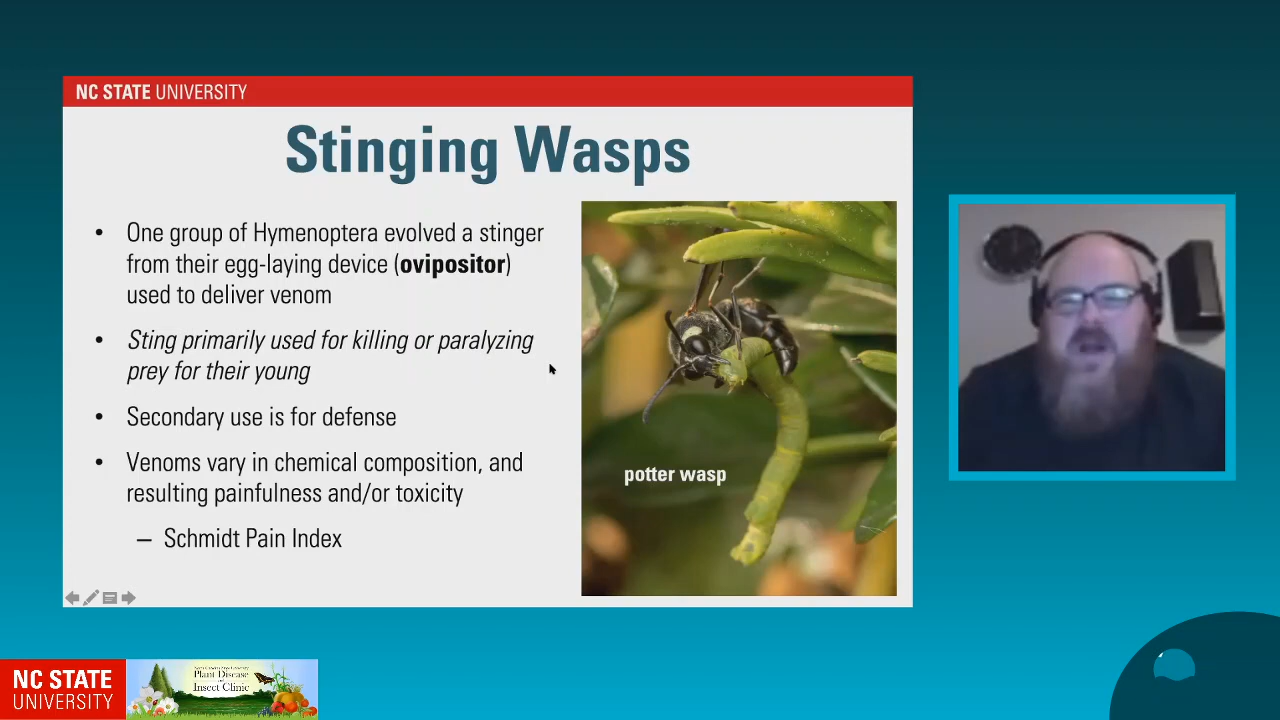 NC STATE UNIVERSITY
Stinging Wasps
• One group of Hymenoptera evolved a stinger
from their egg-laying device (ovipositor)
used to deliver venom
• Sting primarily used for killing or paralyzing
prey for their young
• Secondary use is for defense
• Venoms vary in chemical composition, and
resulting painfulness and/or toxicity
– Schmidt Pain Index
potter wasp
NC STATE
UNIVERSITY
Plant Disease
Insect Clinic